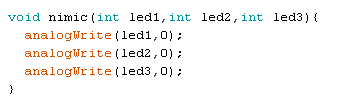 void nimic(int led1,int led2,int led3){
  analogWrite(led1,0);
  analogWrite(led2,0);
  analogWrite(led3,0);
}